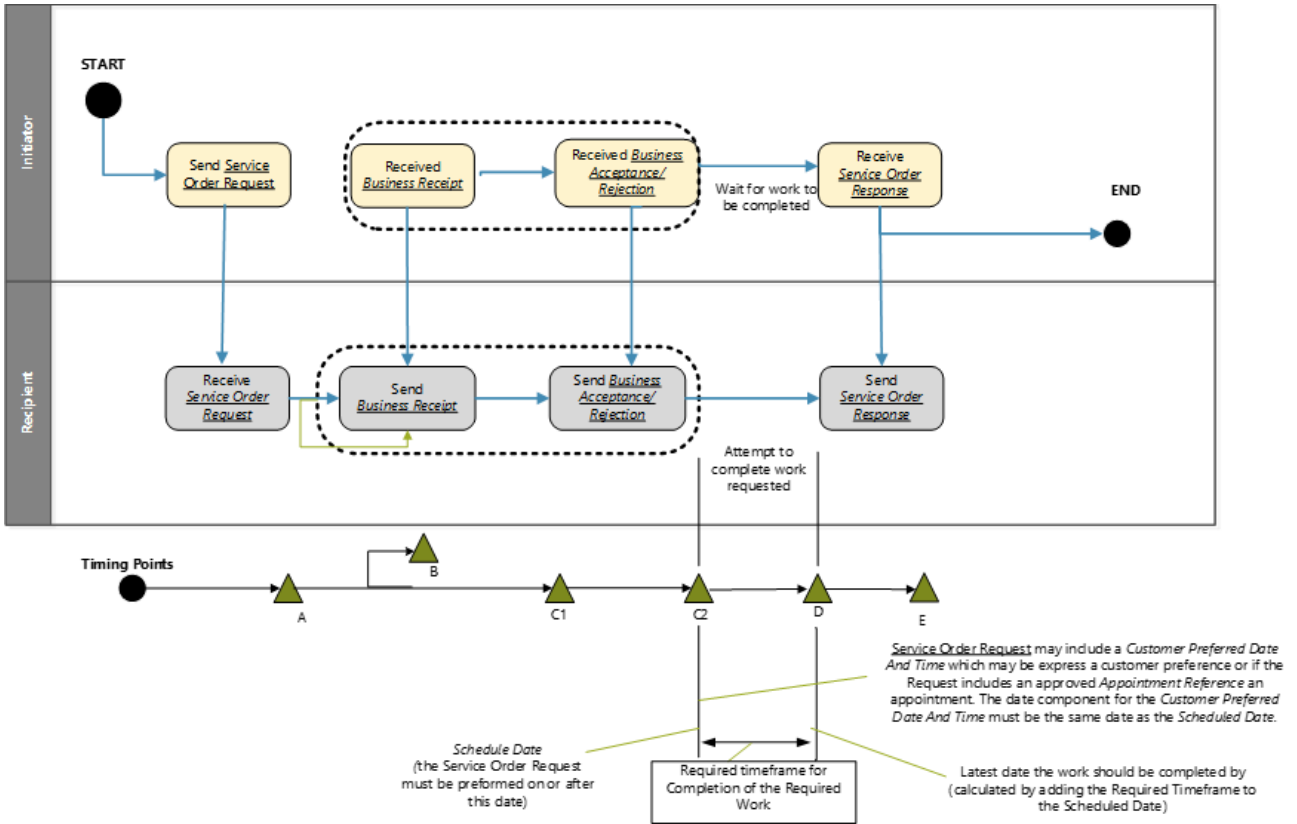 Initiator
START
Send Service
Order Request
Received
Business Receipt
Received Business
Acceptance/
Rejection
Wait for work to
be completed
Receive
Service Order
Response
END
Recipient
Receive
Service Order
Request
Send
Business Receipt
Send Business
Acceptance/
Rejection
Send
Service Order
Response
Attempt to
complete work
requested
Timing Points
A
B
C1
C2
D
E
Service Order Request may include a Customer Preferred Date
And Time which may be express a customer preference or if the
Request includes an approved Appointment Reference an
appointment. The date component for the Customer Preferred
Date And Time must be the same date as the Scheduled Date.
Schedule Date
(the Service Order Request
must be preformed on or after
this date)
Required timeframe for
Completion of the Required
Work
Latest date the work should be completed by
(calculated by adding the Required Timeframe to
the Scheduled Date)